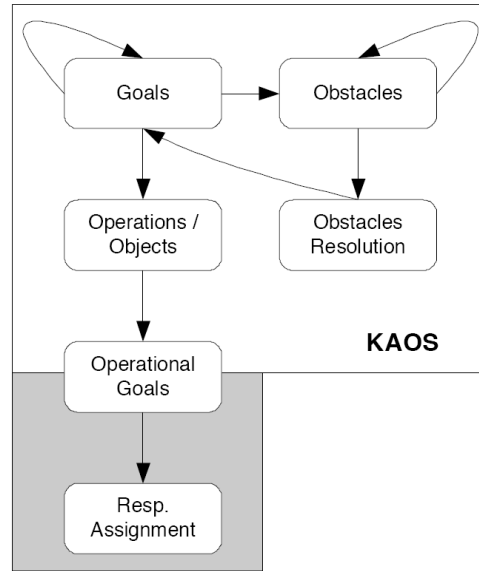 Goals
Obstacles
Operations /
Objects
Obstacles
Resolution
KAOS
Operational
Goals
Resp.
Assignment